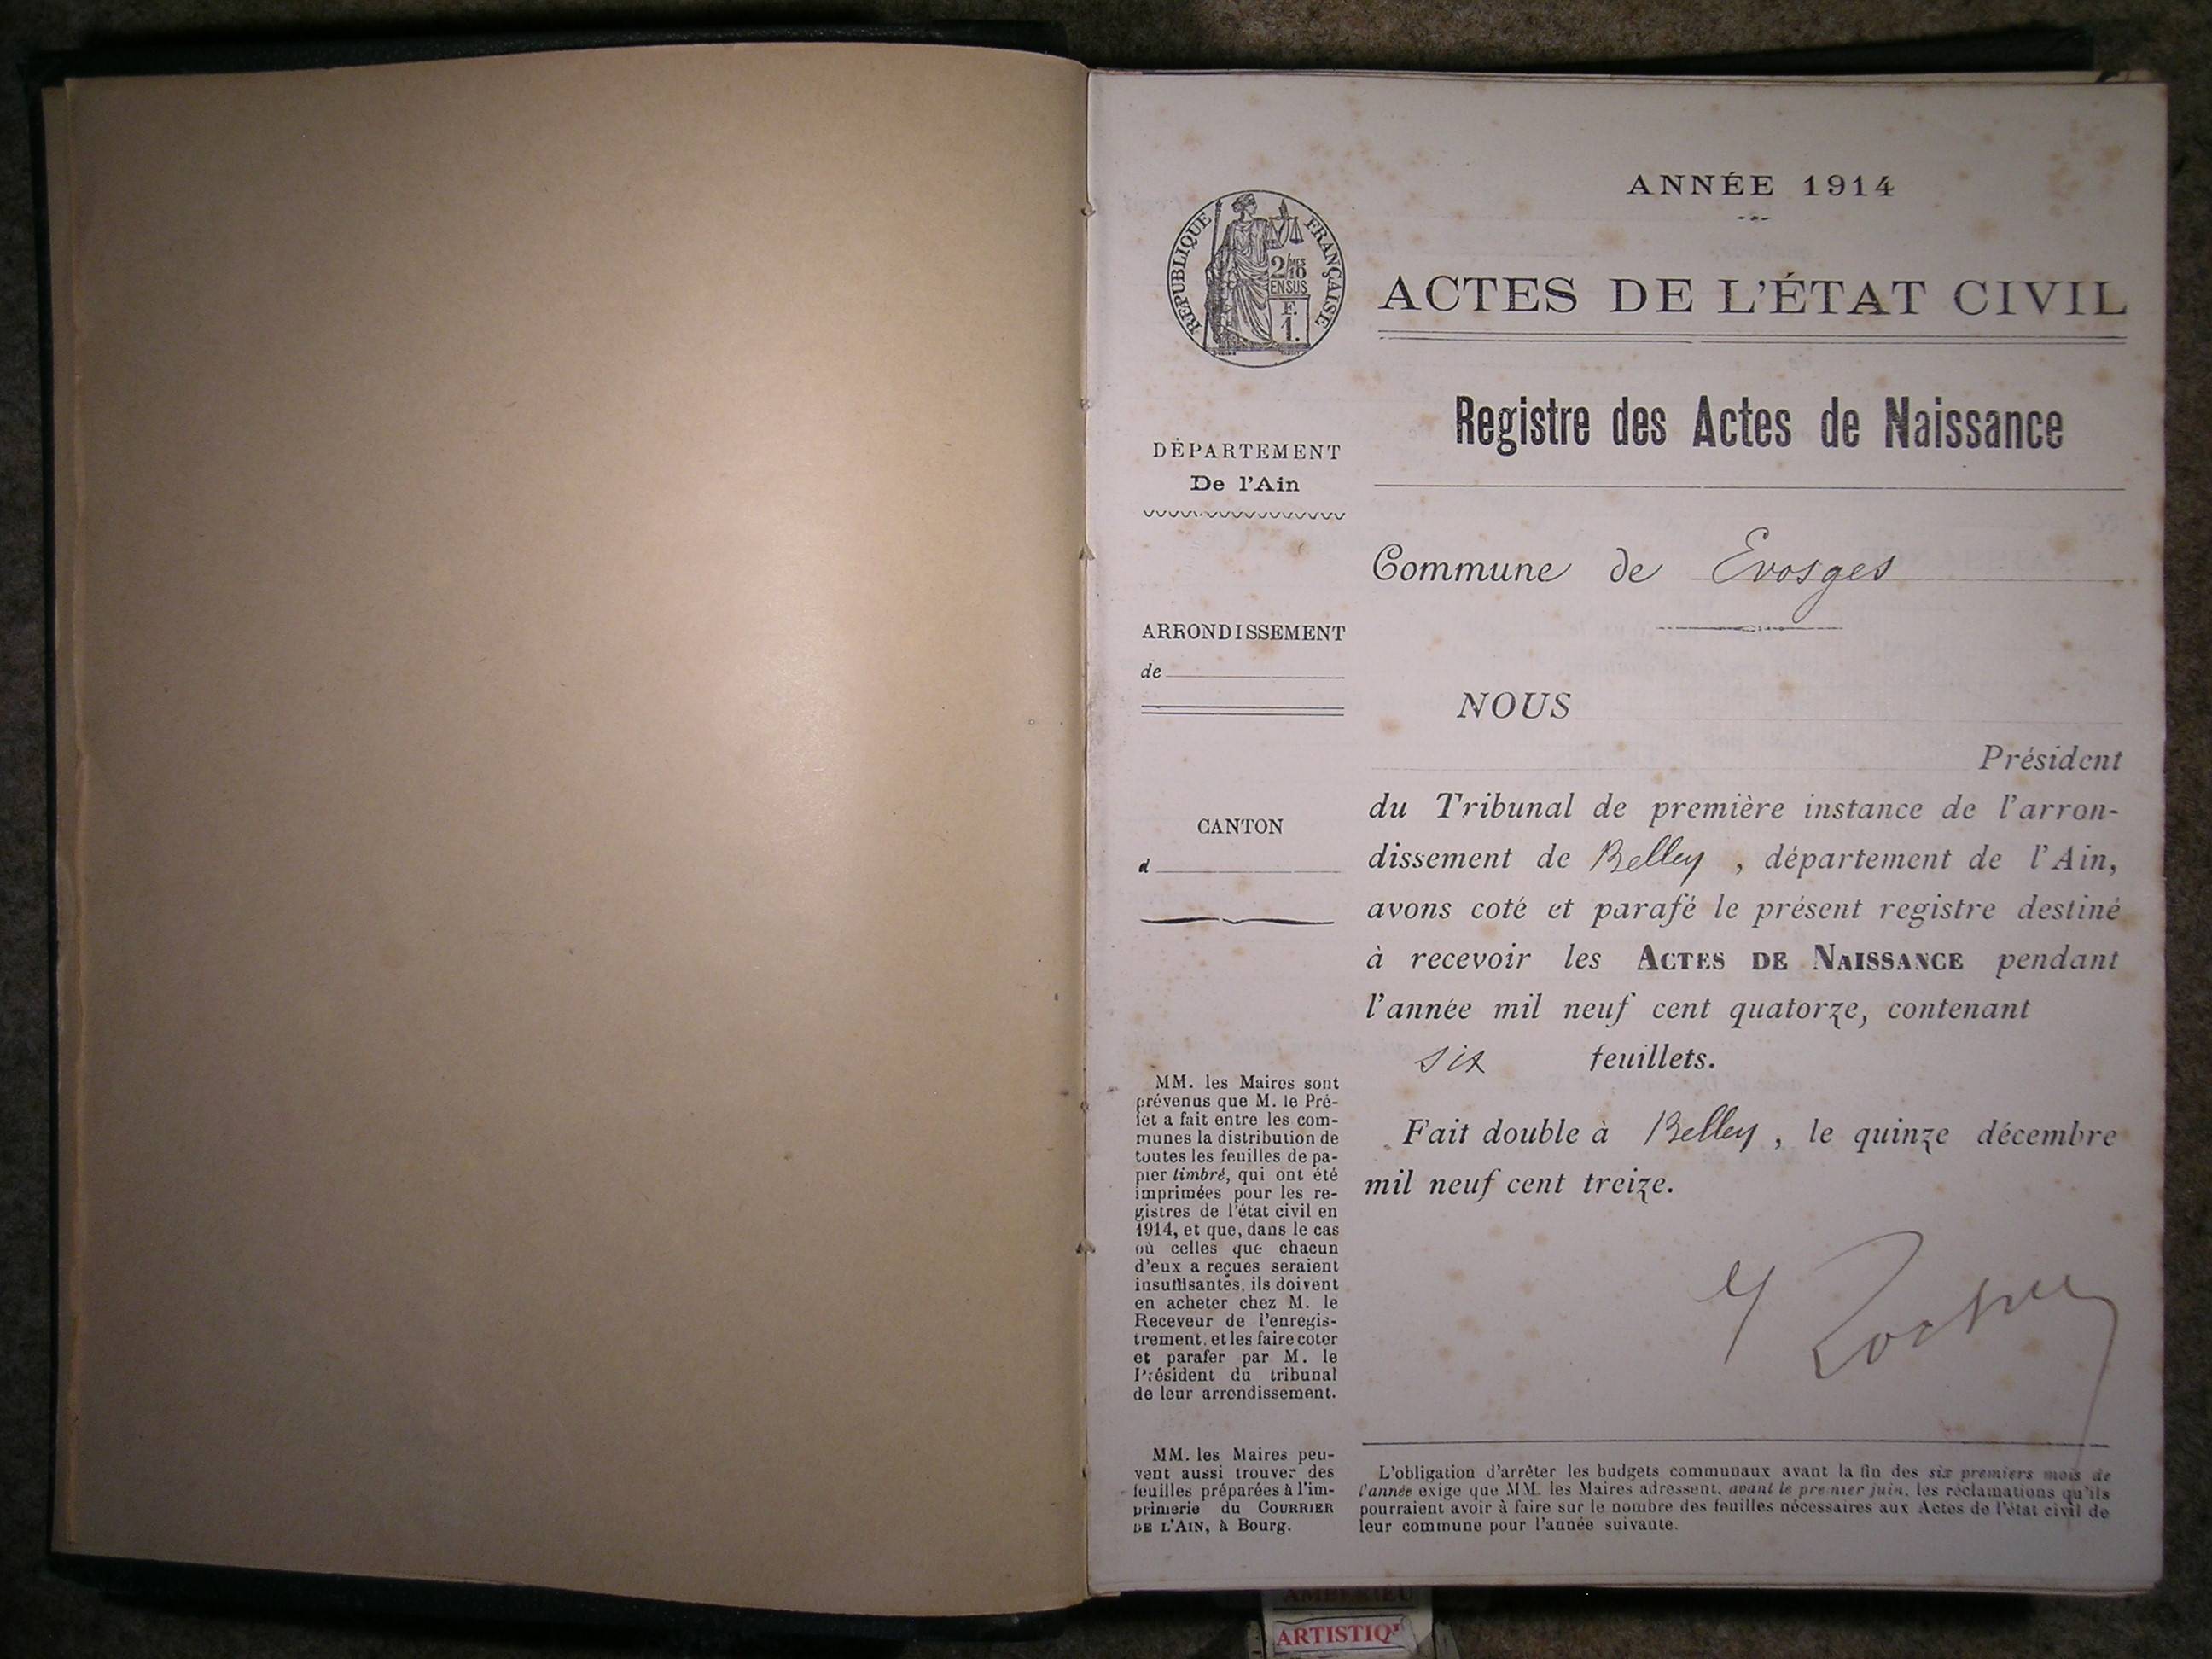 ANNÉE 1914
RÉPUBLIQUE FRANÇAISE
2/10 MES
EN SUS
F.
1.
ACTES DE L'ÉTAT CIVIL
Registre des Actes de Naissance
DÉPARTEMENT
De l'Ain
Commune de Evosges
ARRONDISSEMENT
de
NOUS
Président
CANTON
d
du Tribunal de première instance de l'arron-
dissement de Belley , département de l'Ain,
avons coté et parafé le présent registre destiné
à recevoir les ACTES DE NAISSANCE pendant
l'année mil neuf cent quatorze, contenant
six feuillets.
Fait double à Belley , le quinze décembre
mil neuf cent treize.
MM. les Maires sont
prévenus que M. le Pré-
fet a fait entre les com-
munes la distribution de
toutes les feuilles de pa-
pier timbré, qui ont été
imprimées pour les re-
gistres de l'état civil en
1914, et que, dans le cas
où celles que chacun
d'eux a reçues seraient
insuffisantes, ils doivent
en acheter chez M. le
Receveur de l'enregis-
trement, et les faire coter
et parafer par M. le
Président du tribunal
de leur arrondissement.
MM. les Maires peu-
vent aussi trouver des
feuilles préparées à l'im-
primerie du COURRIER
DE L'AIN, à Bourg.
L'obligation d'arrêter les budgets communaux avant la fin des six premiers mois de
l'année exige que MM. les Maires adressent, avant le premier juin, les réclamations qu'ils
pourraient avoir à faire sur le nombre des feuilles nécessaires aux Actes de l'état civil de
leur commune pour l'année suivante.
AMBERIEU
ARTISTIQ